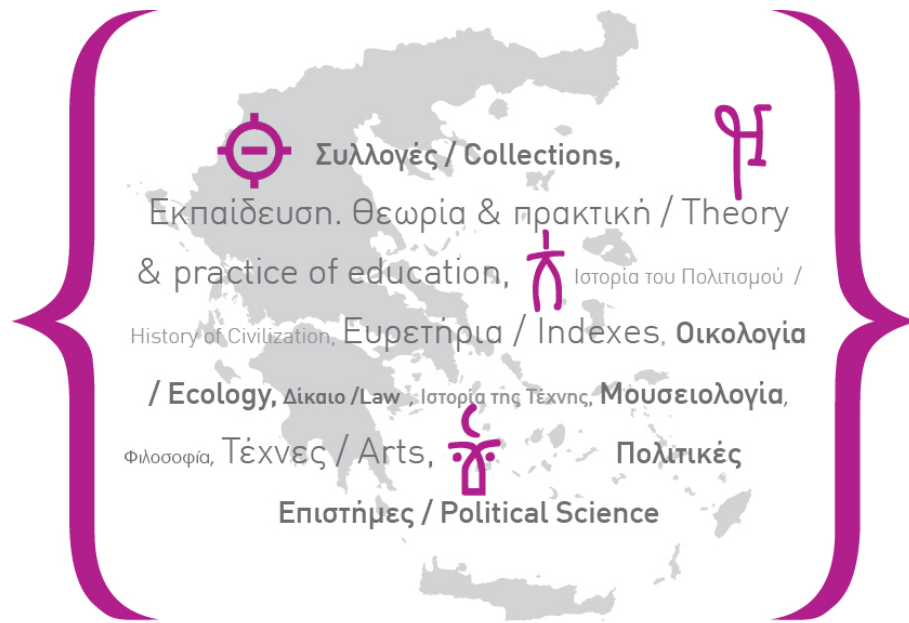 Συλλογές / Collections,
Εκπαίδευση. Θεωρία & πρακτική / Theory
& practice of education, Ιστορία του Πολιτισμού /
History of Civilization, Ευρετήρια / Indexes, Οικολογία
/ Ecology, Δίκαιο /Law , Ιστορία της Τέχνης, Μουσειολογία,
Φιλοσοφία, Τέχνες / Arts, Πολιτικές
Επιστήμες / Political Science